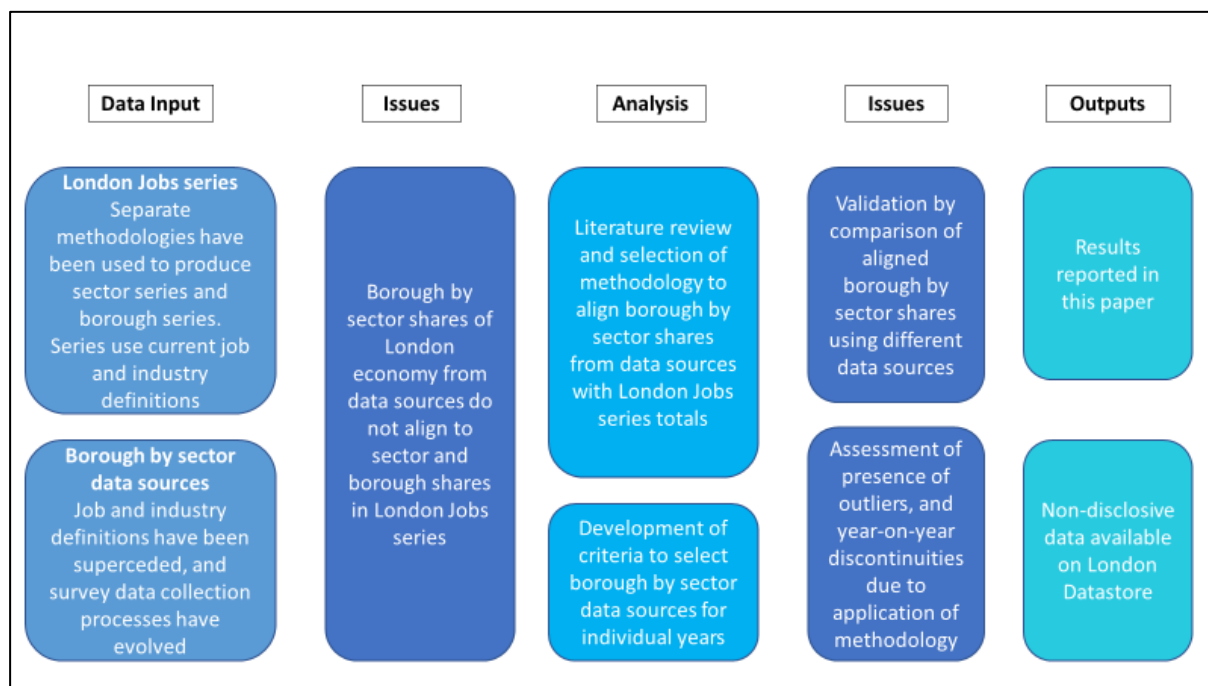 Data Input
Issues
Analysis
Issues
Outputs
London Jobs series
Separate
methodologies have
been used to produce
sector series and
borough series.
Series use current job
and industry
definitions
Borough by sector
data sources
Job and industry
definitions have been
superceded, and
survey data collection
processes have
evolved
Borough by
sector shares of
London
economy from
data sources do
not align to
sector and
borough shares
in London Jobs
series
Literature review
and selection of
methodology to
align borough by
sector shares
from data sources
with London Jobs
series totals
Development of
criteria to select
borough by sector
data sources for
individual years
Validation by
comparison of
aligned
borough by
sector shares
using different
data sources
Assessment of
presence of
outliers, and
year-on-year
discontinuities
due to
application of
methodology
Results
reported in
this paper
Non-disclosive
data available
on London
Datastore